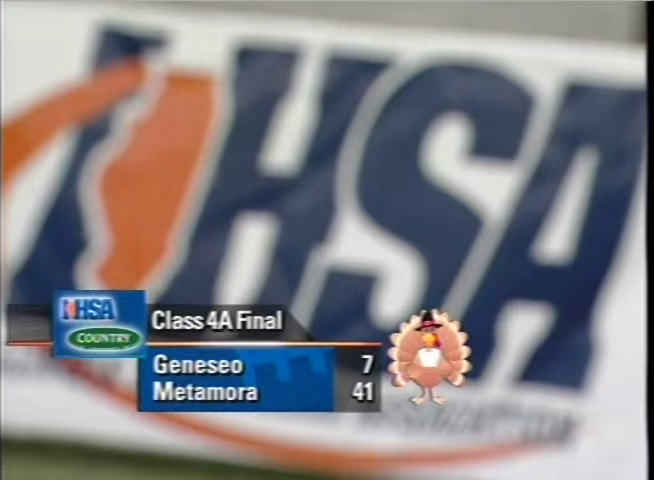 IHSA
IHSA
COUNTRY
Class 4A Final
Geneseo 7
Metamora 41